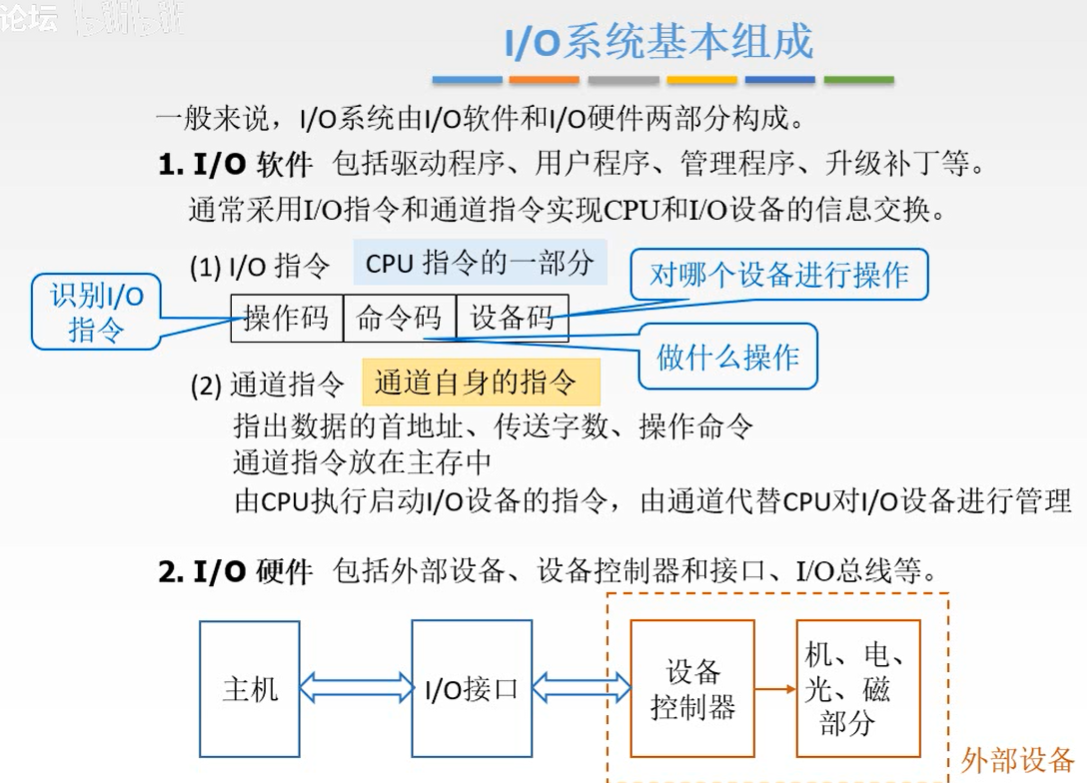 论坛 bilibili
I/O系统基本组成
一般来说，I/O系统由I/O软件和I/O硬件两部分构成。
1. I/O 软件 包括驱动程序、用户程序、管理程序、升级补丁等。
通常采用I/O指令和通道指令实现CPU和I/O设备的信息交换。
(1) I/O 指令 CPU 指令的一部分
对哪个设备进行操作
识别I/O
指令
操作码 命令码 设备码
做什么操作
(2) 通道指令 通道自身的指令
指出数据的首地址、传送字数、操作命令
通道指令放在主存中
由CPU执行启动I/O设备的指令，由通道代替CPU对I/O设备进行管理
2. I/O 硬件 包括外部设备、设备控制器和接口、I/O总线等。
主机
I/O接口
设备
控制器
机、电、
光、磁
部分
外部设备